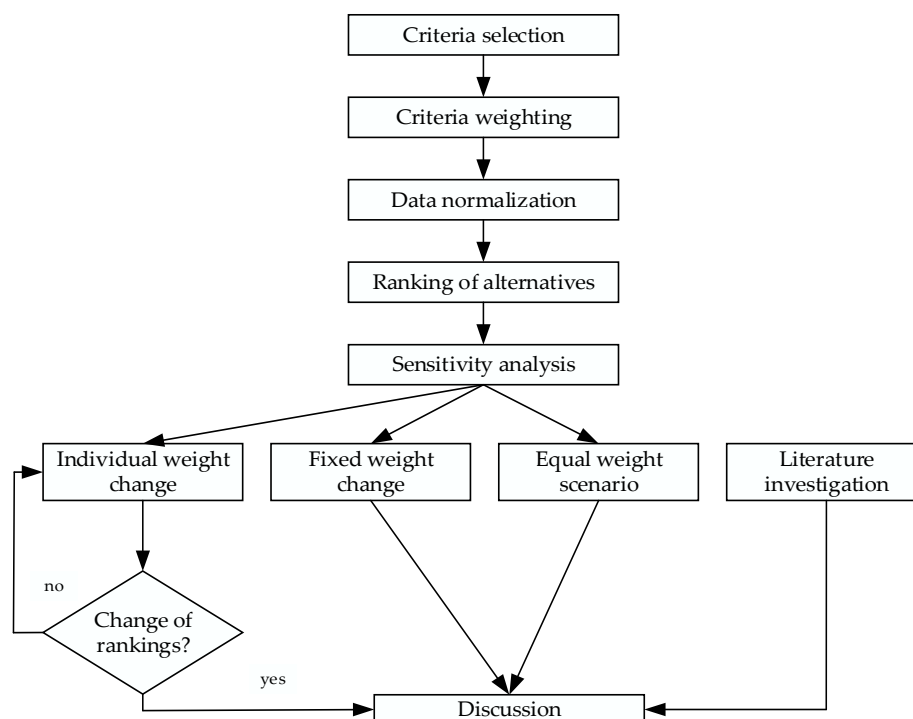 Criteria selection
Criteria weighting
Data normalization
Ranking of alternatives
Sensitivity analysis
Individual weight
change
Fixed weight
change
Equal weight
scenario
Literature
investigation
no
Change of
rankings?
yes
Discussion